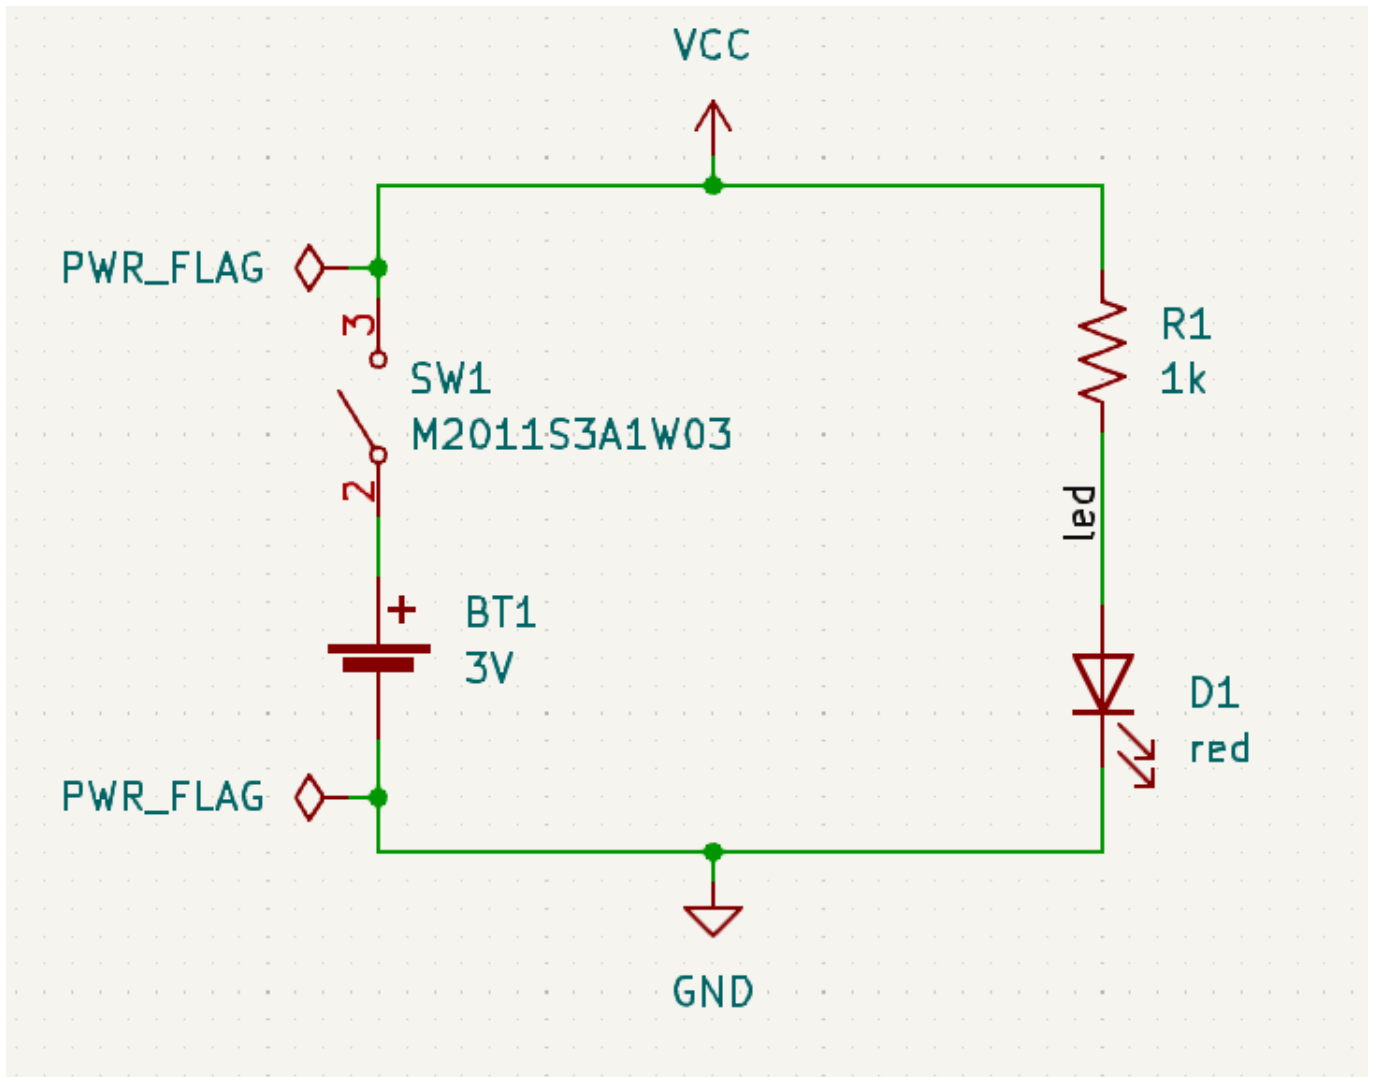 VCC
PWR_FLAG
3
SW1
M2011S3A1W03
2
R1
1k
led
+
BT1
3V
D1
red
PWR_FLAG
GND